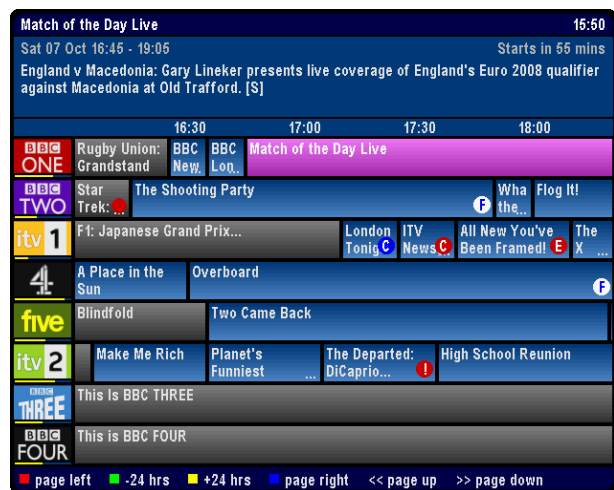 Match of the Day Live 15:50
Sat 07 Oct 16:45 - 19:05 Starts in 55 mins
England v Macedonia: Gary Lineker presents live coverage of England's Euro 2008 qualifier
against Macedonia at Old Trafford. [S]
16:30 17:00 17:30 18:00
BBC ONE
Rugby Union:
Grandstand
BBC
New...
BBC
Lon...
Match of the Day Live
BBC TWO
Star
Trek: ...
The Shooting Party
F
Wha
the...
Flog It!
itv 1
F1: Japanese Grand Prix...
London
Tonig C
ITV
News... C
All New You've
Been Framed! E
The
X ...
4
A Place in the
Sun
Overboard
F
five
Blindfold
Two Came Back
itv 2
Make Me Rich
Planet's
Funniest ...
The Departed:
DiCaprio... !
High School Reunion
BBC THREE
This Is BBC THREE
BBC FOUR
This is BBC FOUR
page left -24 hrs +24 hrs page right << page up >> page down